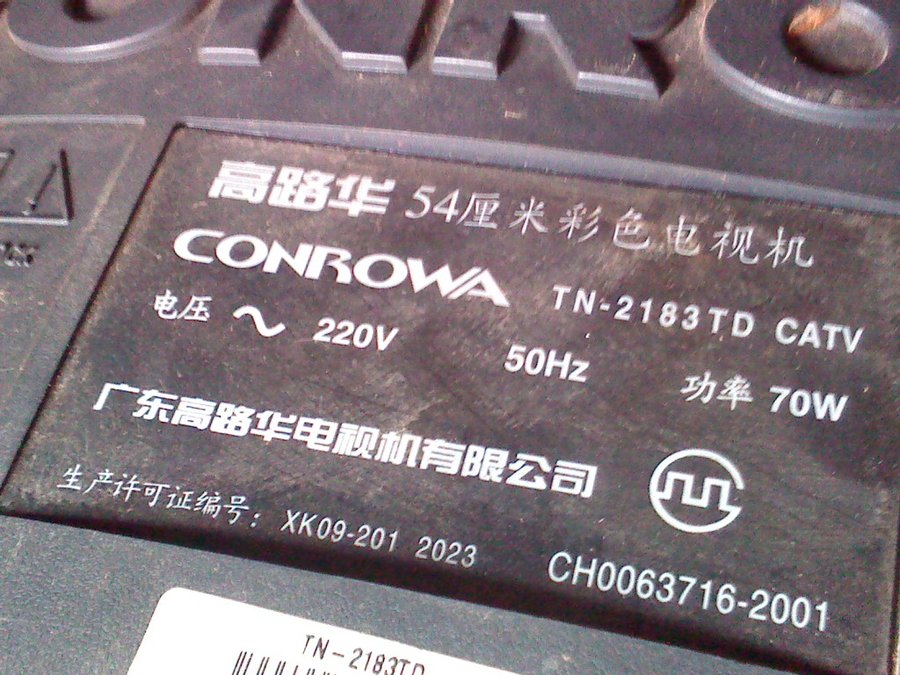 高路华 54厘米彩色电视机
CONROWA TN-2183TD CATV
电压 ~ 220V 50Hz 功率 70W
广东高路华电视机有限公司
生产许可证编号: XK09-201 2023
CH0063716-2001
TN-2183TD